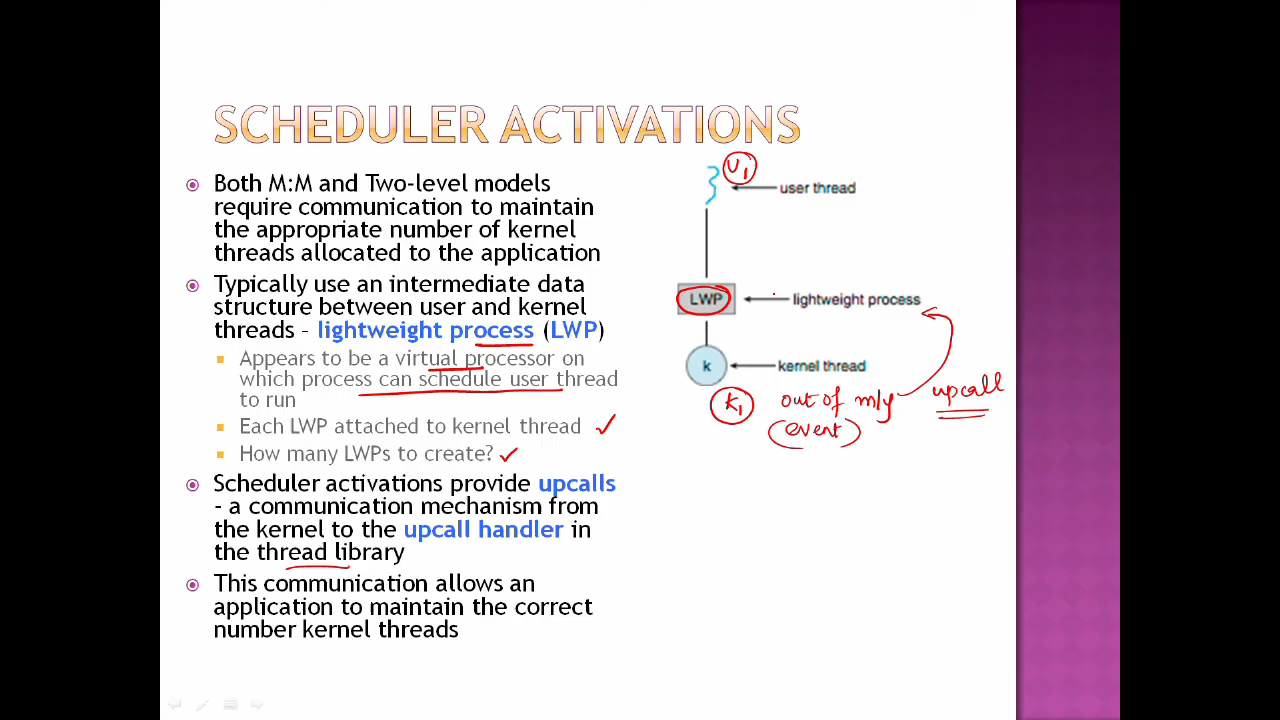 SCHEDULER ACTIVATIONS
Both M:M and Two-level models
require communication to maintain
the appropriate number of kernel
threads allocated to the application
Typically use an intermediate data
structure between user and kernel
threads – lightweight process (LWP)
Appears to be a virtual processor on
which process can schedule user thread
to run
Each LWP attached to kernel thread
How many LWPs to create?
Scheduler activations provide upcalls
- a communication mechanism from
the kernel to the upcall handler in
the thread library
This communication allows an
application to maintain the correct
number kernel threads
U1
user thread
LWP
lightweight process
k
kernel thread
k1
out of m/y
(event)
upcall